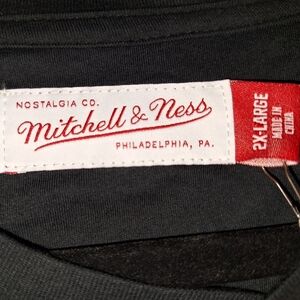 NOSTALGIA CO.
Mitchell & Ness
PHILADELPHIA, PA.
2X-LARGE
MADE IN
CHINA